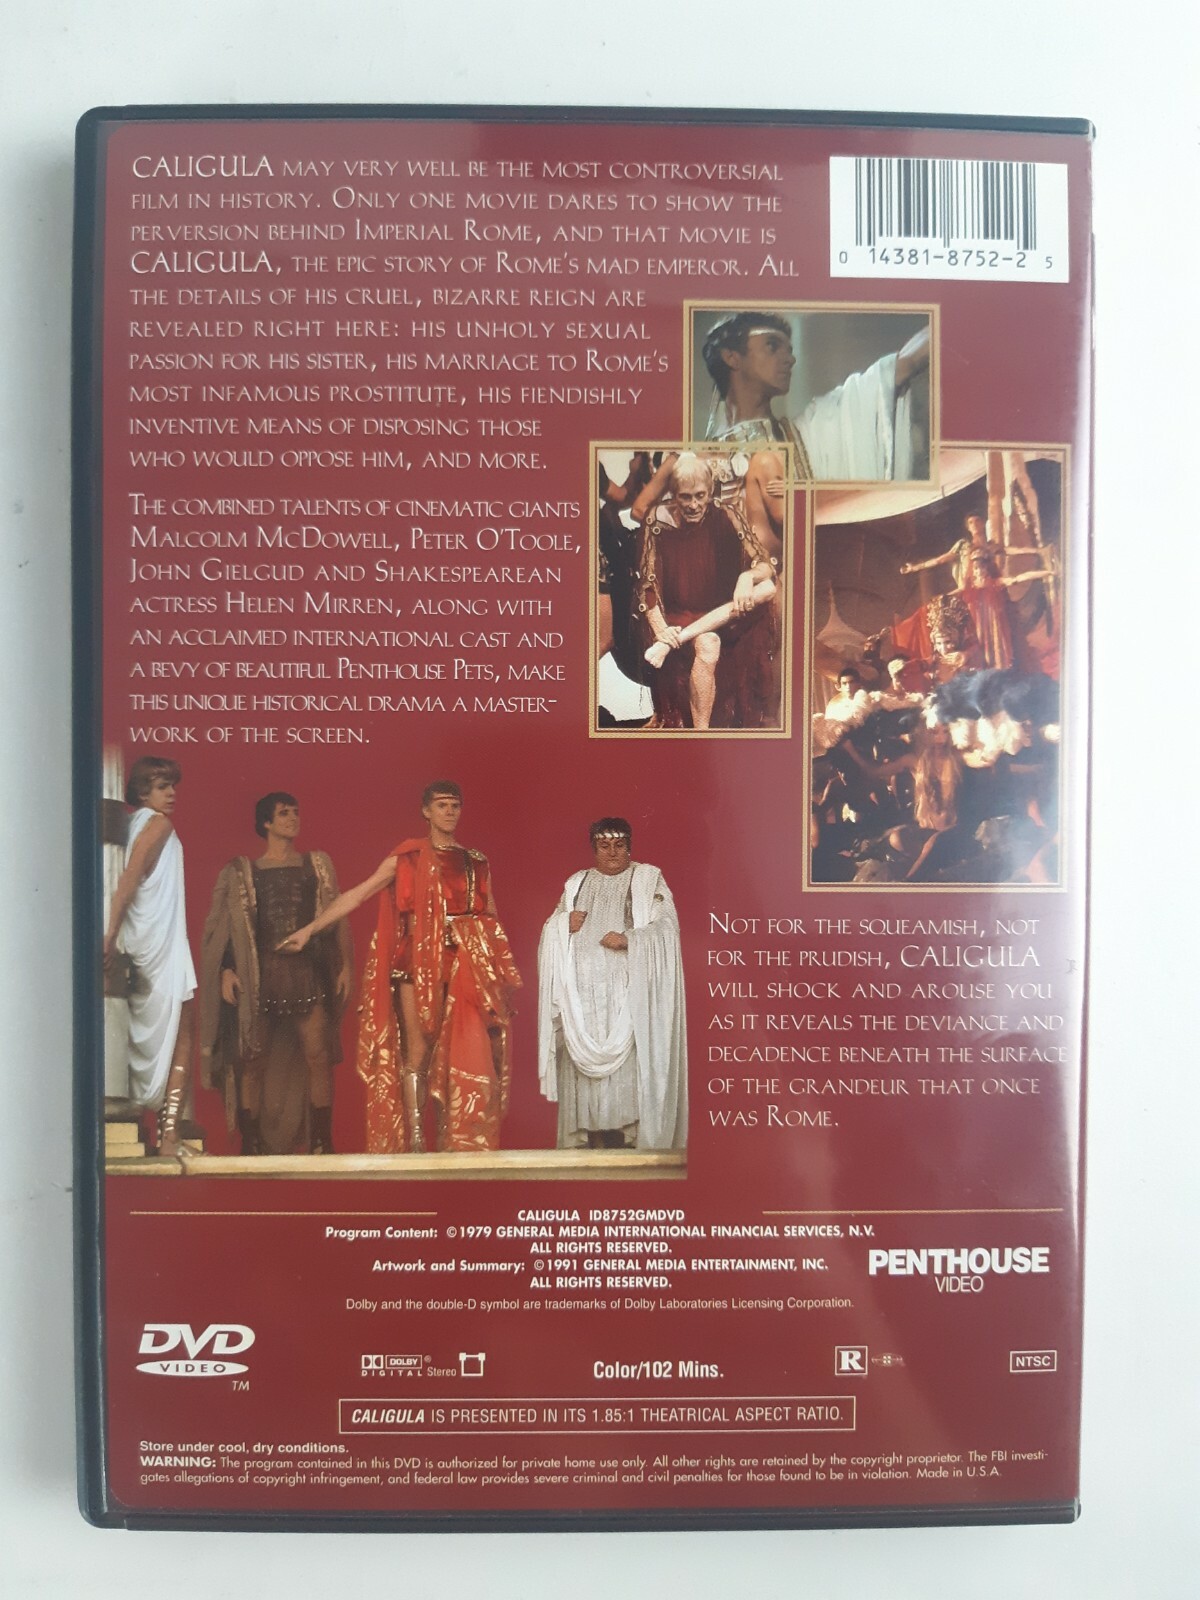 CALIGULA MAY VERY WELL BE THE MOST CONTROVERSIAL
FILM IN HISTORY. ONLY ONE MOVIE DARES TO SHOW THE
PERVERSION BEHIND IMPERIAL ROME, AND THAT MOVIE IS
CALIGULA, THE EPIC STORY OF ROME'S MAD EMPEROR. ALL
THE DETAILS OF HIS CRUEL, BIZARRE REIGN ARE
REVEALED RIGHT HERE: HIS UNHOLY SEXUAL
PASSION FOR HIS SISTER, HIS MARRIAGE TO ROME'S
MOST INFAMOUS PROSTITUTE, HIS FIENDISHLY
INVENTIVE MEANS OF DISPOSING THOSE
WHO WOULD OPPOSE HIM, AND MORE.
0 14381-8752-2 5
THE COMBINED TALENTS OF CINEMATIC GIANTS
MALCOLM MCDOWELL, PETER O'TOOLE,
JOHN GIELGUD AND SHAKESPEAREAN
ACTRESS HELEN MIRREN, ALONG WITH
AN ACCLAIMED INTERNATIONAL CAST AND
A BEVY OF BEAUTIFUL PENTHOUSE PETS, MAKE
THIS UNIQUE HISTORICAL DRAMA A MASTER-
WORK OF THE SCREEN.
NOT FOR THE SQUEAMISH, NOT
FOR THE PRUDISH, CALIGULA
WILL SHOCK AND AROUSE YOU
AS IT REVEALS THE DEVIANCE AND
DECADENCE BENEATH THE SURFACE
OF THE GRANDEUR THAT ONCE
WAS ROME.
CALIGULA ID8752GMDVD
Program Content: ©1979 GENERAL MEDIA INTERNATIONAL FINANCIAL SERVICES, N.V.
ALL RIGHTS RESERVED.
Artwork and Summary: ©1991 GENERAL MEDIA ENTERTAINMENT, INC.
ALL RIGHTS RESERVED.
Dolby and the double-D symbol are trademarks of Dolby Laboratories Licensing Corporation.
PENTHOUSE
VIDEO
DVD
VIDEO
TM
DOLBY ®
DIGITAL Stereo
Color/102 Mins.
R
NTSC
CALIGULA IS PRESENTED IN ITS 1.85:1 THEATRICAL ASPECT RATIO.
Store under cool, dry conditions.
WARNING: The program contained in this DVD is authorized for private home use only. All other rights are retained by the copyright proprietor. The FBI investi-
gates allegations of copyright infringement, and federal law provides severe criminal and civil penalties for those found to be in violation. Made in U.S.A.